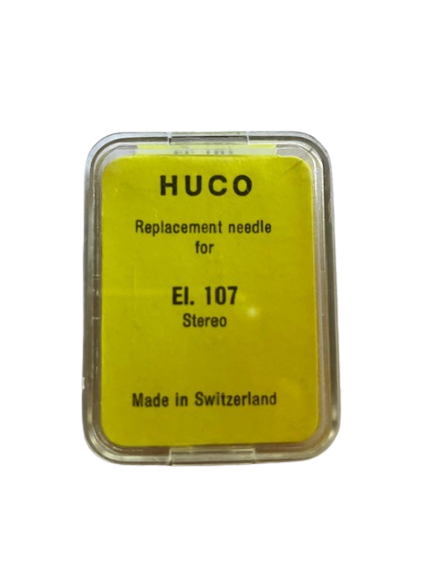 HUCO
Replacement needle
for
El. 107
Stereo
Made in Switzerland